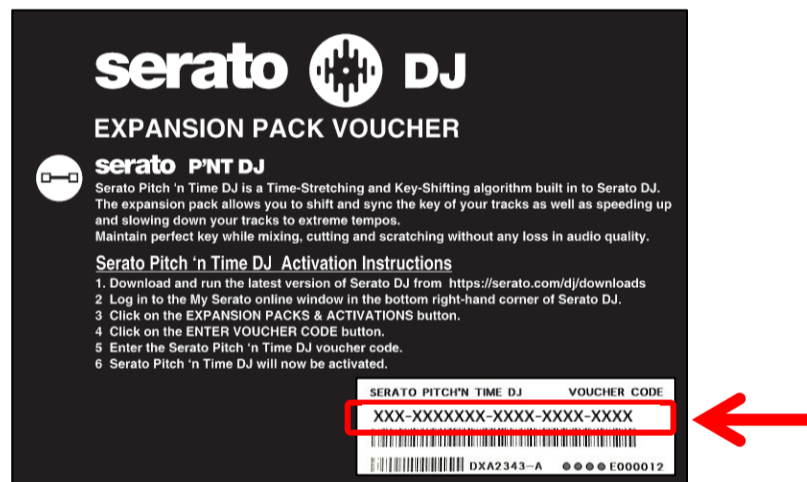 serato DJ
EXPANSION PACK VOUCHER
serato P'NT DJ
Serato Pitch 'n Time DJ is a Time-Stretching and Key-Shifting algorithm built in to Serato DJ.
The expansion pack allows you to shift and sync the key of your tracks as well as speeding up
and slowing down your tracks to extreme tempos.
Maintain perfect key while mixing, cutting and scratching without any loss in audio quality.
Serato Pitch 'n Time DJ Activation Instructions
1. Download and run the latest version of Serato DJ from https://serato.com/dj/downloads
2 Log in to the My Serato online window in the bottom right-hand corner of Serato DJ.
3 Click on the EXPANSION PACKS & ACTIVATIONS button.
4 Click on the ENTER VOUCHER CODE button.
5 Enter the Serato Pitch 'n Time DJ voucher code.
6 Serato Pitch 'n Time DJ will now be activated.
SERATO PITCH'N TIME DJ VOUCHER CODE
XXX-XXXXXXX-XXXX-XXXX-XXXX
DXA2343-A E000012